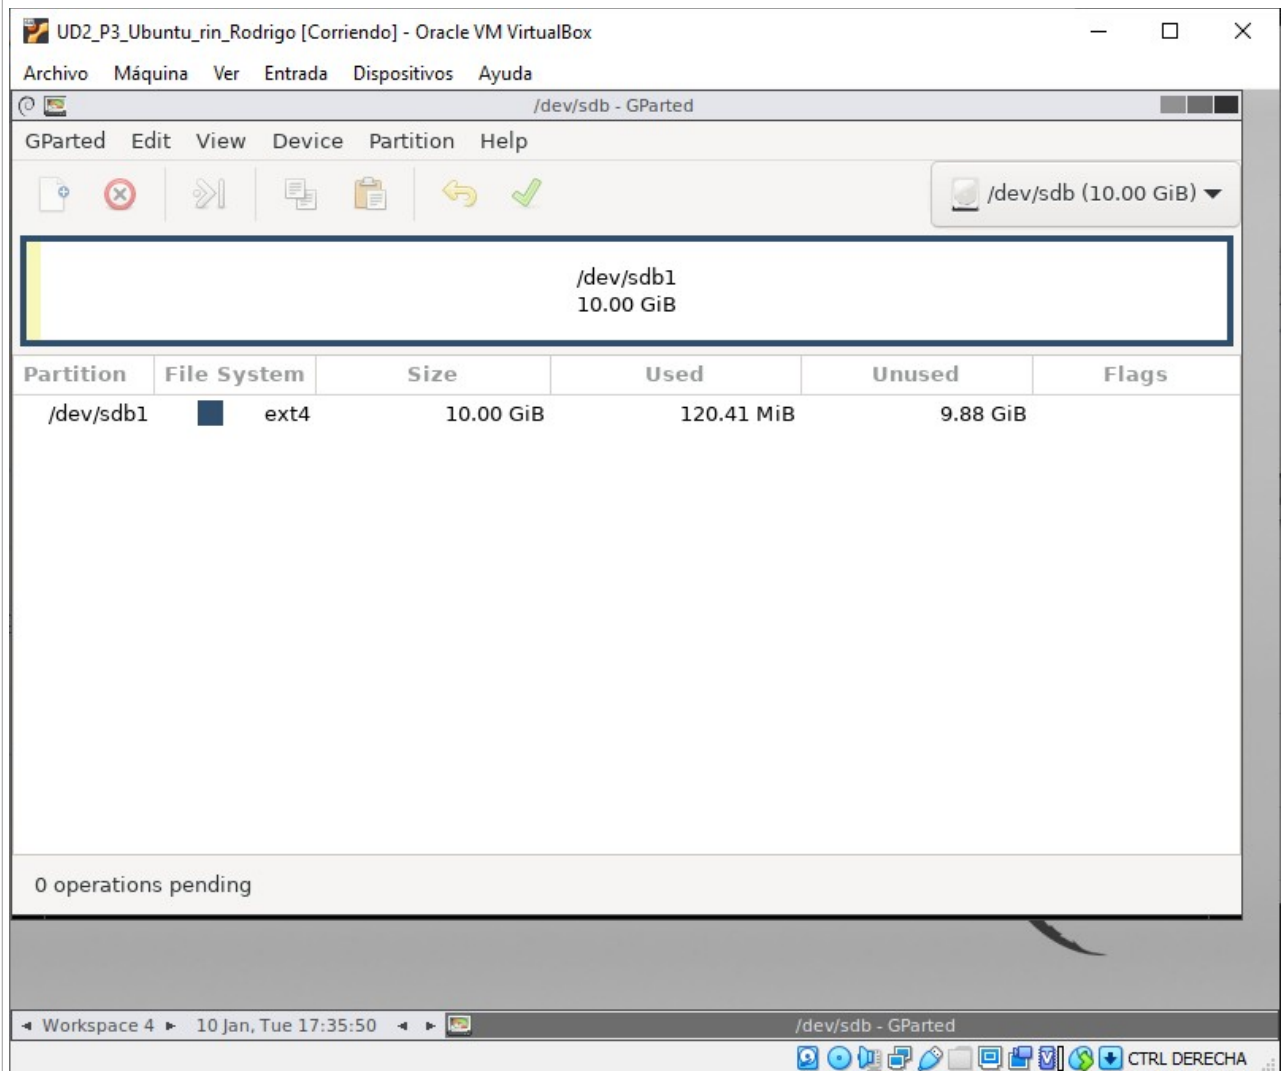 UD2_P3_Ubuntu_rin_Rodrigo [Corriendo] - Oracle VM VirtualBox
Archivo Máquina Ver Entrada Dispositivos Ayuda
/dev/sdb - GParted
GParted Edit View Device Partition Help
/dev/sdb (10.00 GiB)
/dev/sdb1
10.00 GiB
Partition File System Size Used Unused Flags
/dev/sdb1 ext4 10.00 GiB 120.41 MiB 9.88 GiB
0 operations pending
Workspace 4 10 Jan, Tue 17:35:50 /dev/sdb - GParted
CTRL DERECHA